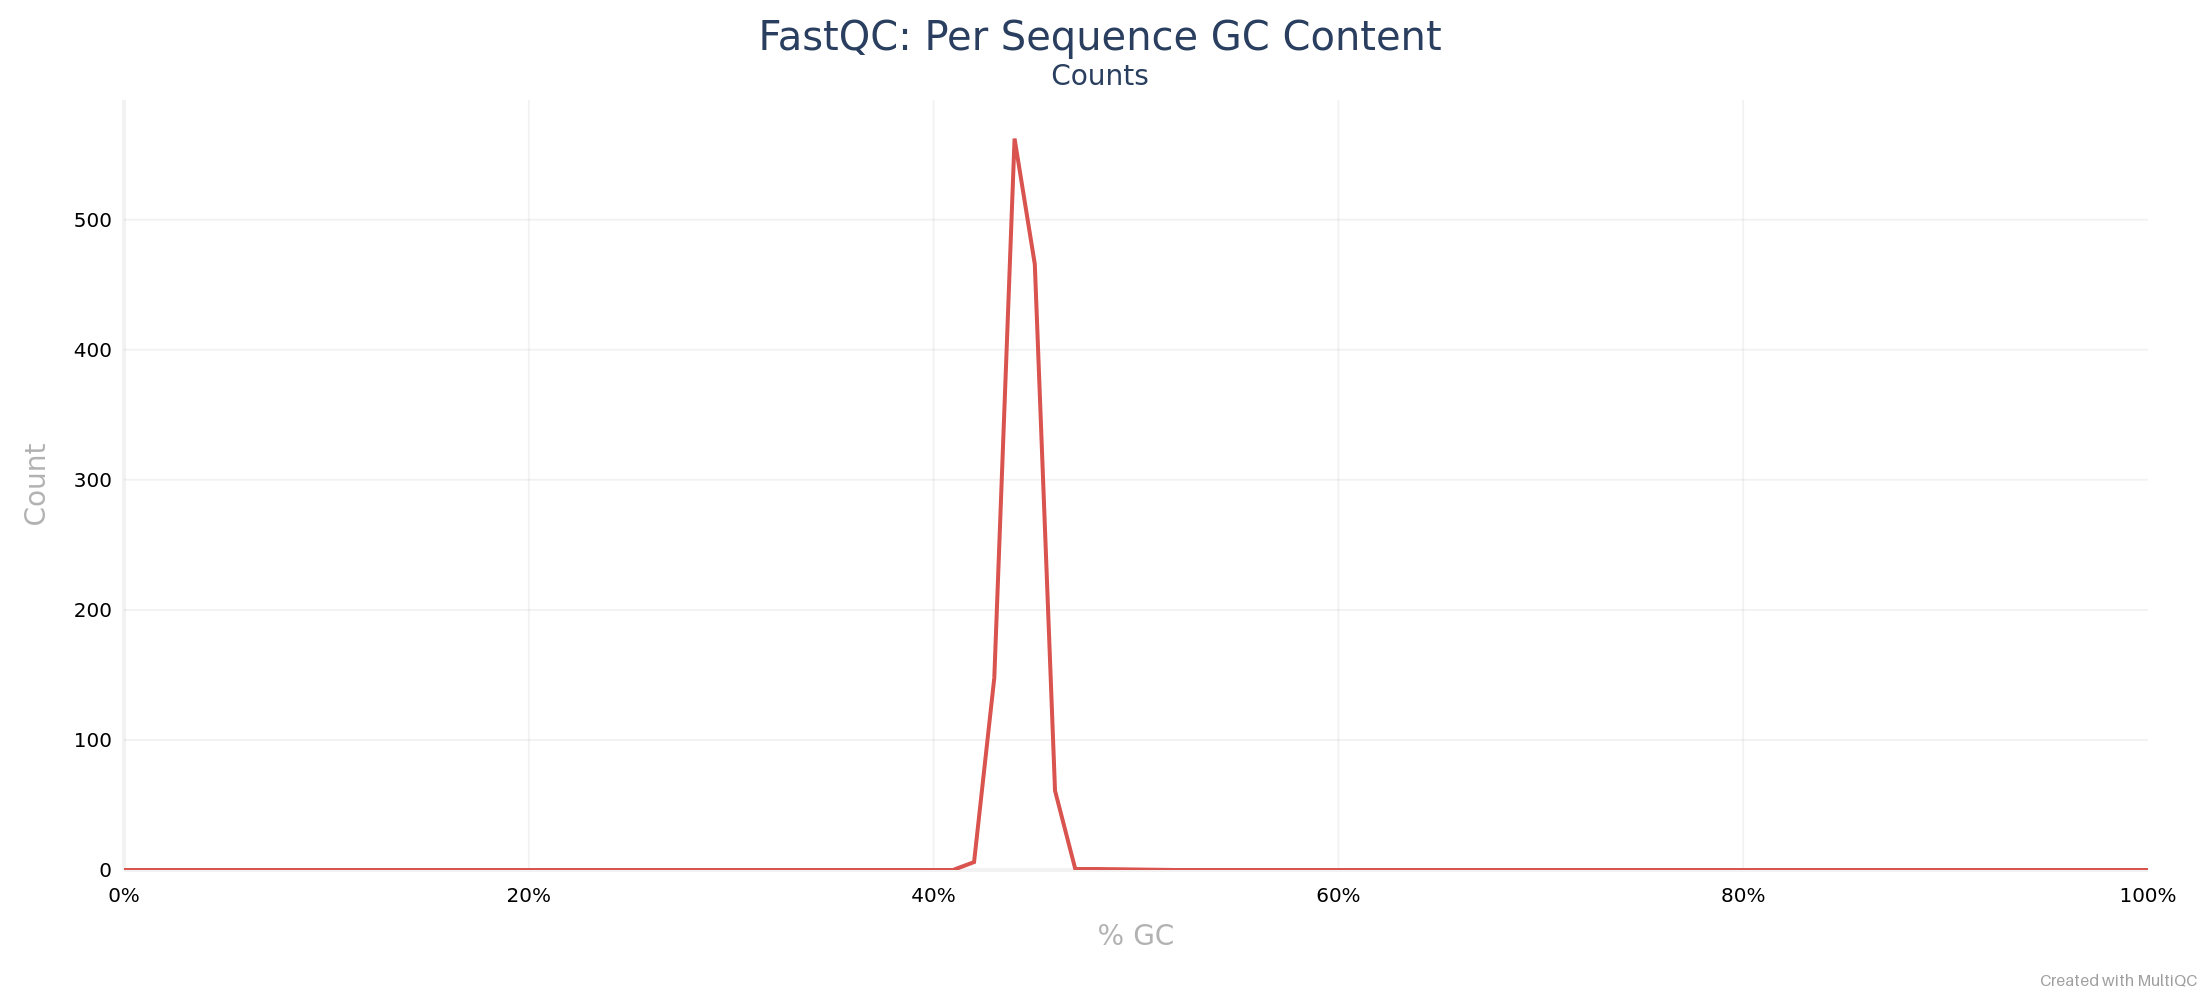 FastQC: Per Sequence GC Content
Counts
500
400
300
200
100
0
Count
0%
20%
40%
60%
80%
100%
% GC
Created with MultiQC